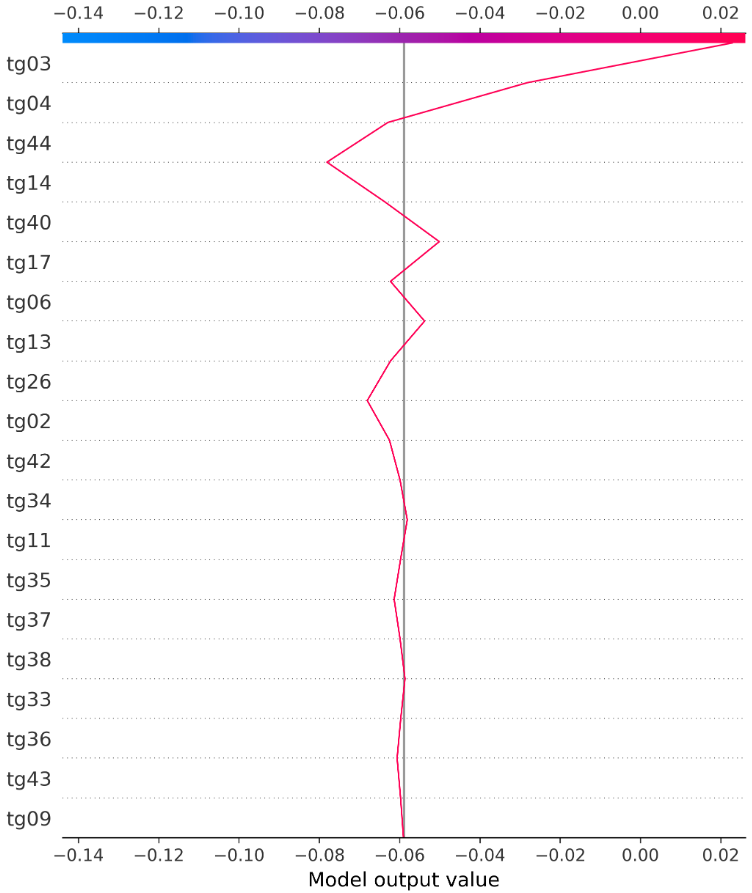 −0.14 −0.12 −0.10 −0.08 −0.06 −0.04 −0.02 0.00 0.02
tg03
tg04
tg44
tg14
tg40
tg17
tg06
tg13
tg26
tg02
tg42
tg34
tg11
tg35
tg37
tg38
tg33
tg36
tg43
tg09
−0.14 −0.12 −0.10 −0.08 −0.06 −0.04 −0.02 0.00 0.02
Model output value